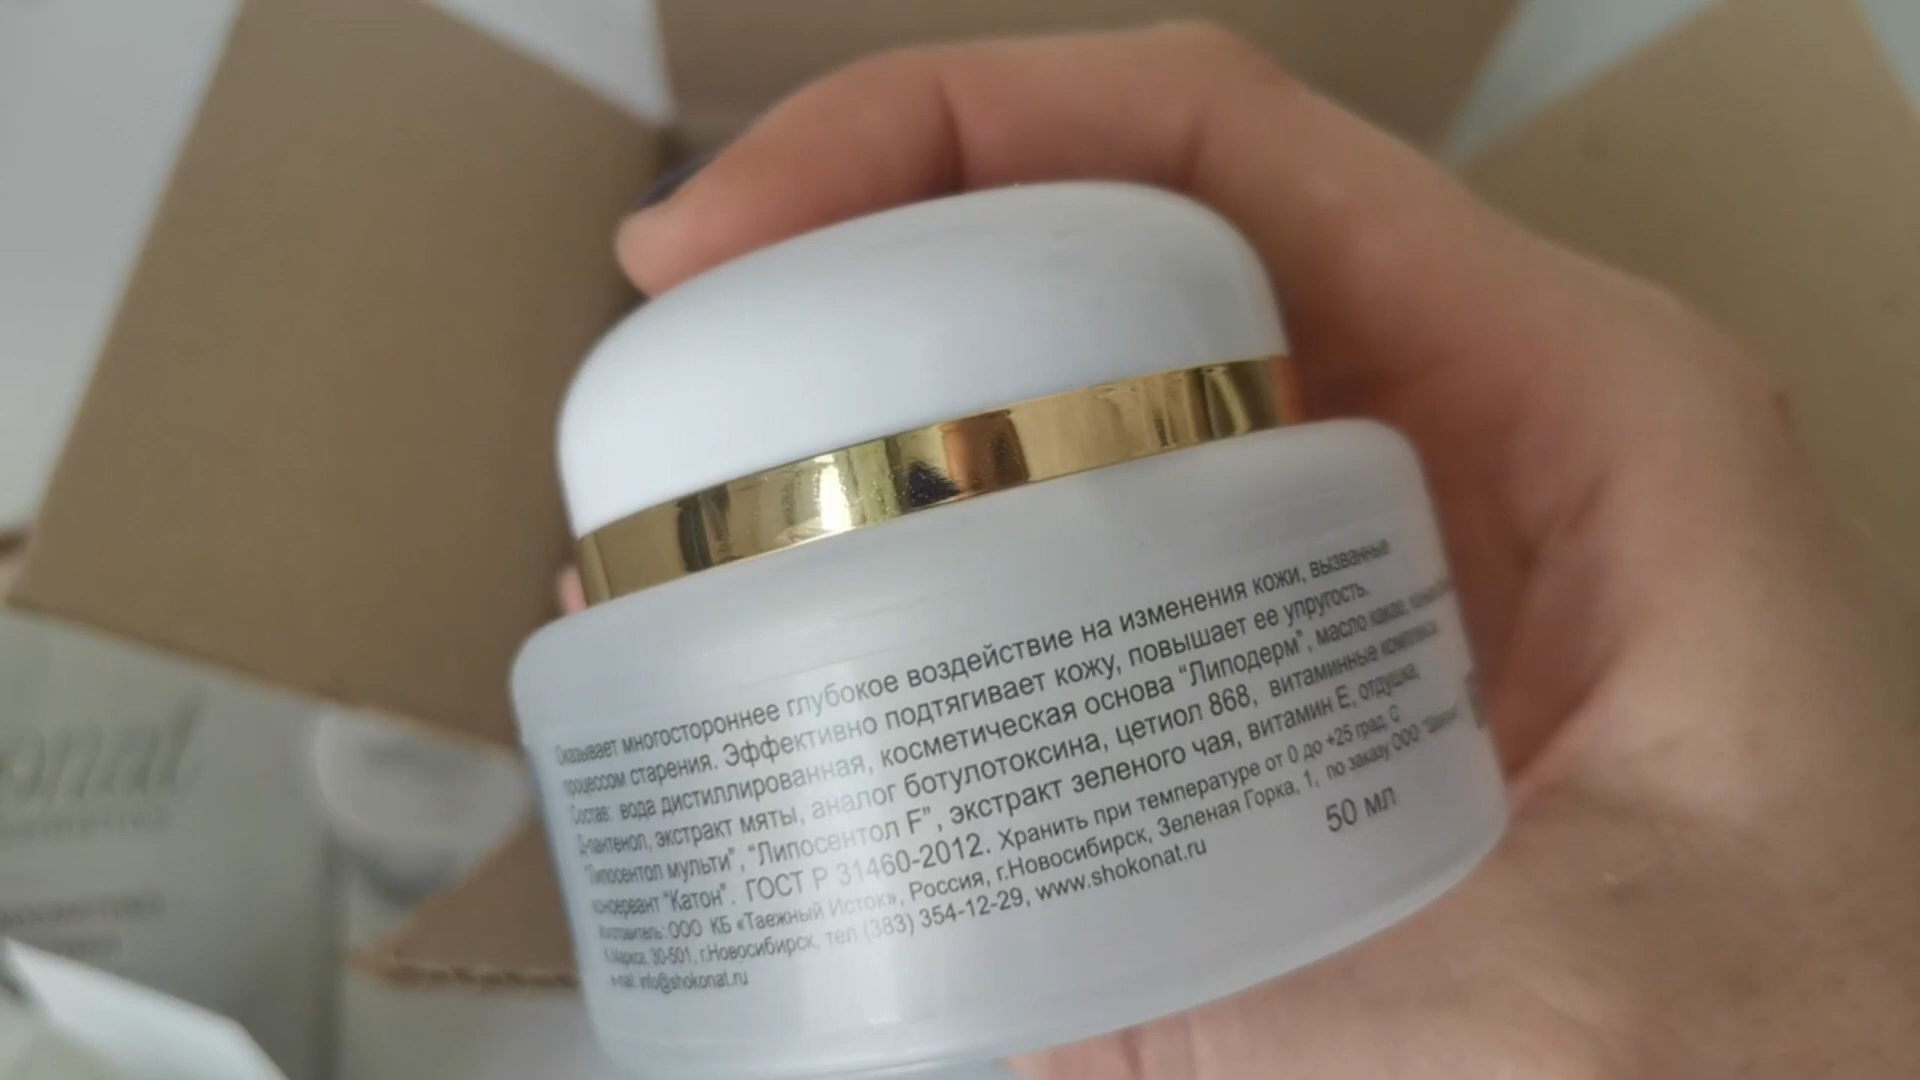 Оказывает многостороннее глубокое воздействие на изменения кожи, вызванные
процессом старения. Эффективно подтягивает кожу, повышает ее упругость.
Состав: вода дистиллированная, косметическая основа “Липодерм”, масло какао,
Д-пантенол, экстракт мяты, аналог ботулотоксина, цетиол 868, витаминные комплексы
“Липосентол мульти”, “Липосентол F”, экстракт зеленого чая, витамин Е, отдушка,
консервант “Катон”. ГОСТ Р 31460-2012. Хранить при температуре от 0 до +25 град. С
Изготовитель: ООО КБ «Таежный Исток», Россия, г.Новосибирск, Зеленая Горка, 1, по заказу ООО
К.Маркса, 30-501, г.Новосибирск, тел (383) 354-12-29, www.shokonat.ru
e-mail: info@shokonat.ru
50 мл
onat